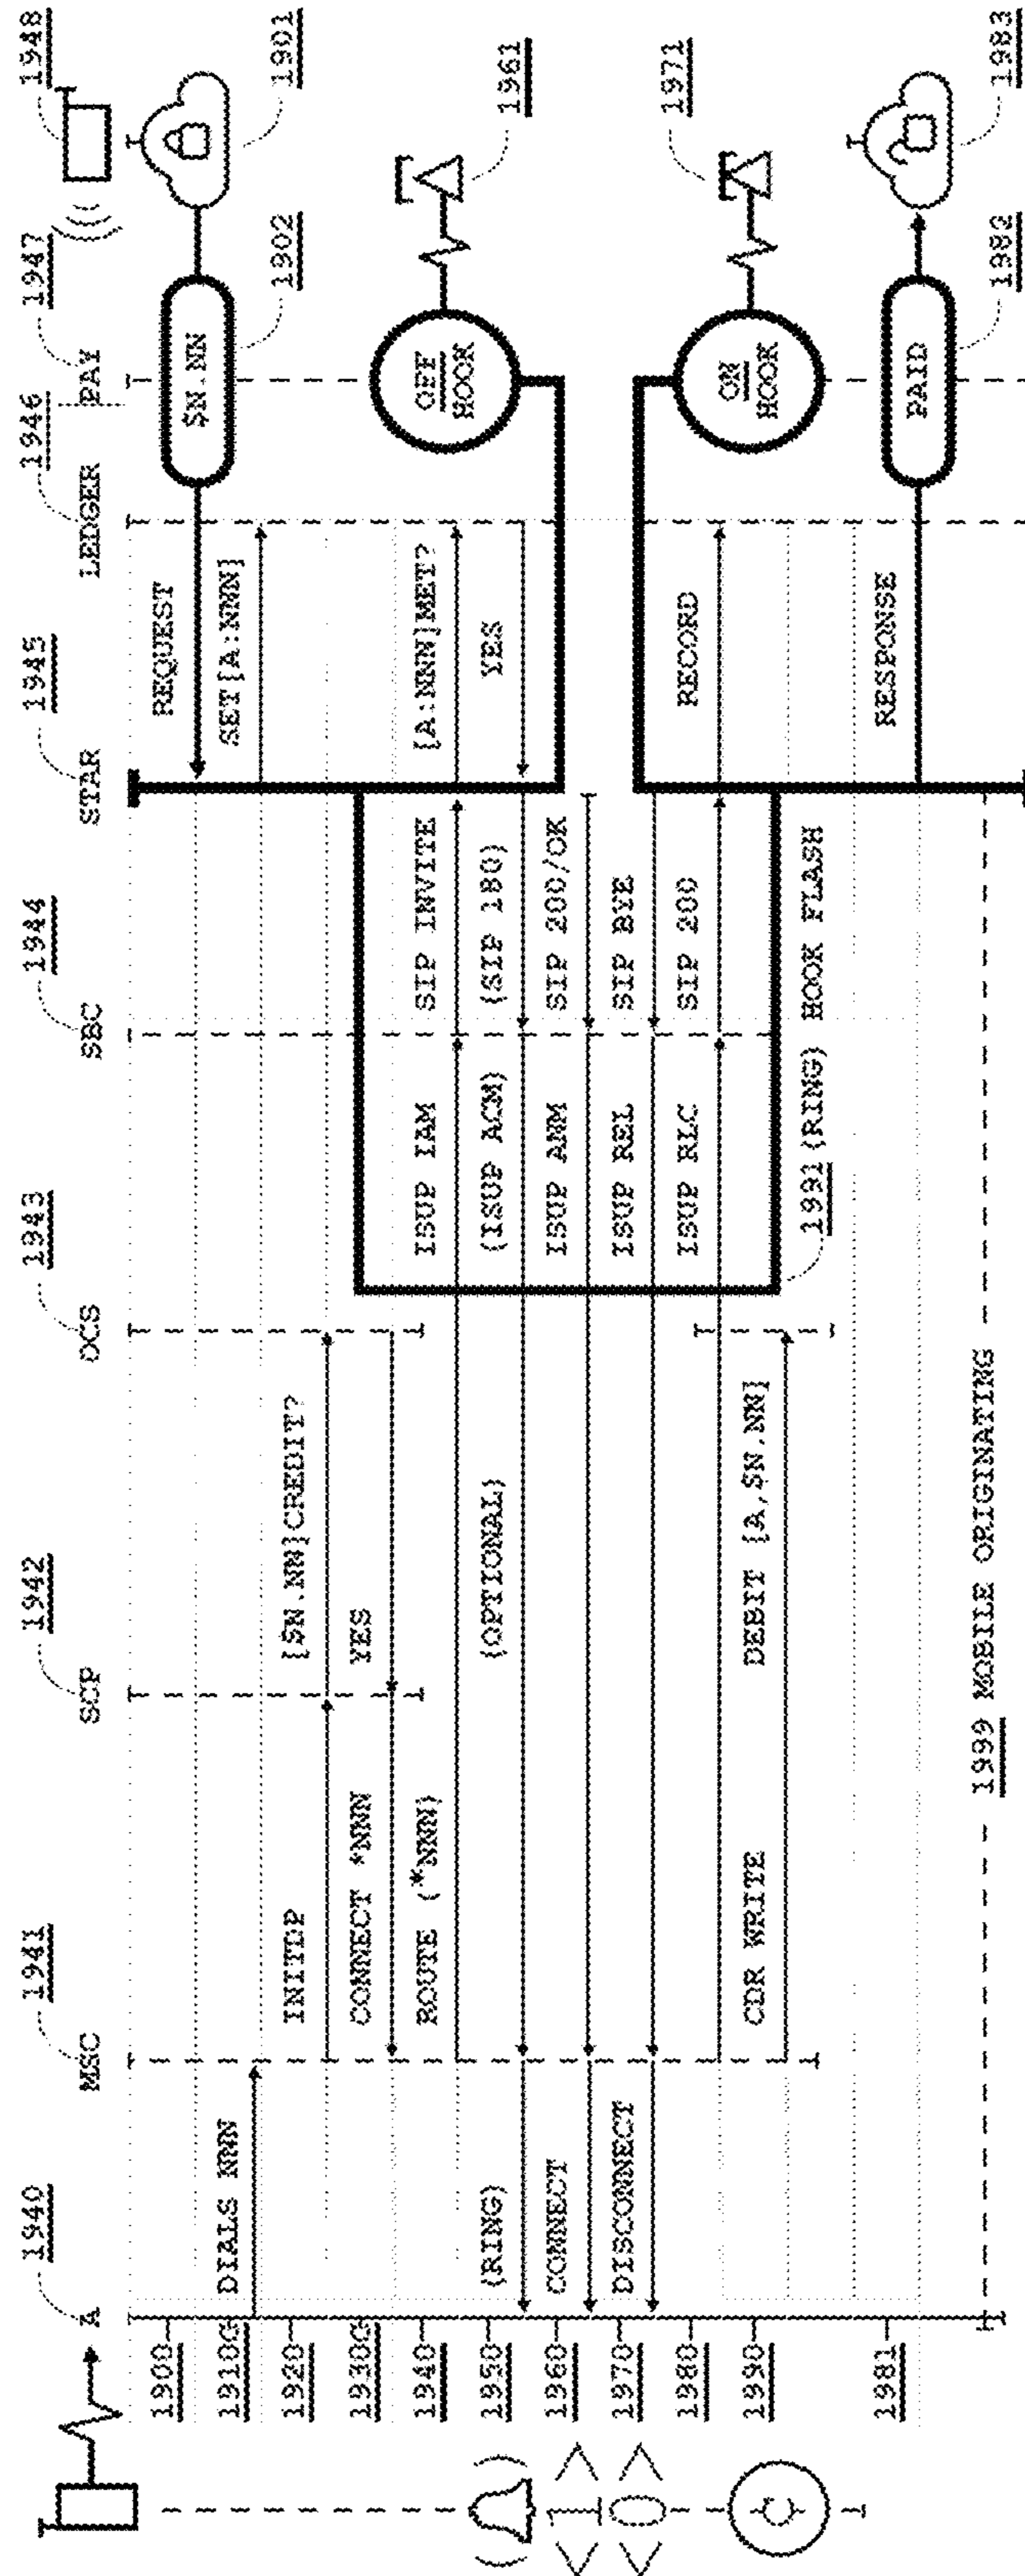 1940
1941
1942
1943
1944
1945
1946
1947
1948
A
MSC
SCP
OCS
SBC
STAR
LEDGER
PAY
1900
REQUEST
$N.NN
1901
1902
1910G
DIALS NNN
SET[A:NNN]
1920
INITDP
[$N.NN]CREDIT?
1930G
CONNECT *NNN
YES
1940
ROUTE (*NNN)
ISUP IAM
SIP INVITE
[A:NNN]MET?
OFF
HOOK
1961
1950
(RING)
(OPTIONAL)
(ISUP ACM)
(SIP 180)
YES
1960
CONNECT
ISUP ANM
SIP 200/OK
1970
DISCONNECT
ISUP REL
SIP BYE
1980
ISUP RLC
SIP 200
RECORD
ON
HOOK
1971
1990
CDR WRITE
DEBIT [A,$N.NN]
1991 (RING) HOOK FLASH
1981
RESPONSE
PAID
1982
1983
1999 MOBILE ORIGINATING
<1>
<0>
C